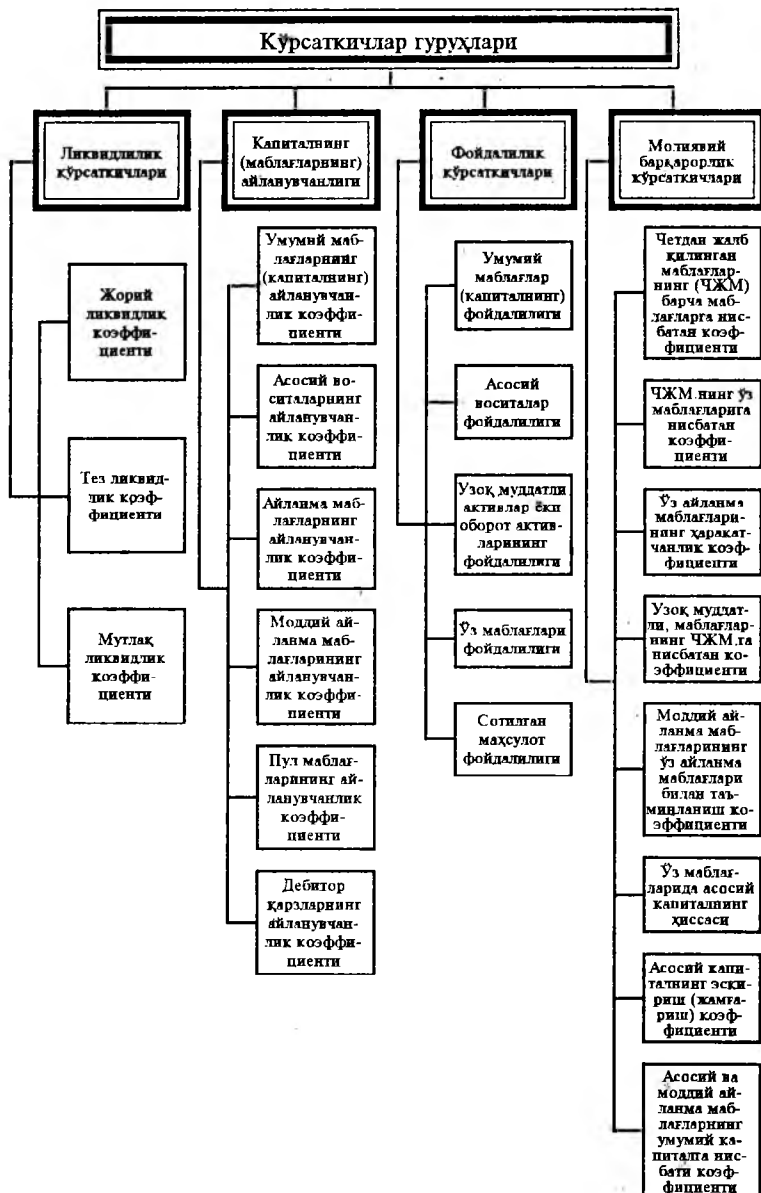 Кўрсаткичлар гуруҳлари
Ликвидлилик
кўрсаткичлари
Жорий
ликвидлик
коэффи-
циенти
Тез ликвид-
лик коэф-
фициенти
Мутлақ
ликвидлик
коэффи-
циенти
Капиталнинг
(маблағларнинг)
айланувчанлиги
Умумий маб-
лағларнинг
(капиталнинг)
айланувчан-
лик коэффи-
циенти
Асосий во-
ситаларнинг
айланувчан-
лик коэффи-
циенти
Айланма маб-
лағларнинг
айланувчан-
лик коэффи-
циенти
Моддий ай-
ланма маб-
лағларининг
айланувчан-
лик коэффи-
циенти
Пул маблағ-
ларининг ай-
ланувчанлик
коэффи-
циенти
Дебитор
қарзларнинг
айланувчан-
лик коэффи-
циенти
Фойдалилик
кўрсаткичлари
Умумий
маблағлар
(капиталнинг)
фойдалилиги
Асосий
воситалар
фойдалилиги
Узоқ муддатли
активлар ёки
оборот актив-
ларининг
фойдалилиги
Ўз маблағлари
фойдалилиги
Сотилган
маҳсулот
фойдалилиги
Молиявий
барқарорлик
кўрсаткичлари
Четдан жалб
қилинган
маблағлар-
нинг (ЧЖМ)
барча маб-
лағларга нис-
батан коэф-
фициенти
ЧЖМ.нинг ўз
маблағларига
нисбатан
коэффи-
циенти
Ўз айланма
маблағлари-
нинг ҳаракат-
чанлик коэф-
фициенти
Узоқ муддат-
ли, маблағлар-
нинг ЧЖМ.га
нисбатан ко-
эффициенти
Моддий ай-
ланма маб-
лағларининг
ўз айланма
маблағлари
билан таъ-
минланиш ко-
эффициенти
Ўз маблағ-
ларида асосий
капиталнинг
ҳиссаси
Асосий капи-
талнинг эски-
риш (жамға-
риш) коэф-
фициенти
Асосий ва
моддий ай-
ланма маб-
лағларнинг
умумий ка-
питалга нис-
бати коэф-
фициенти